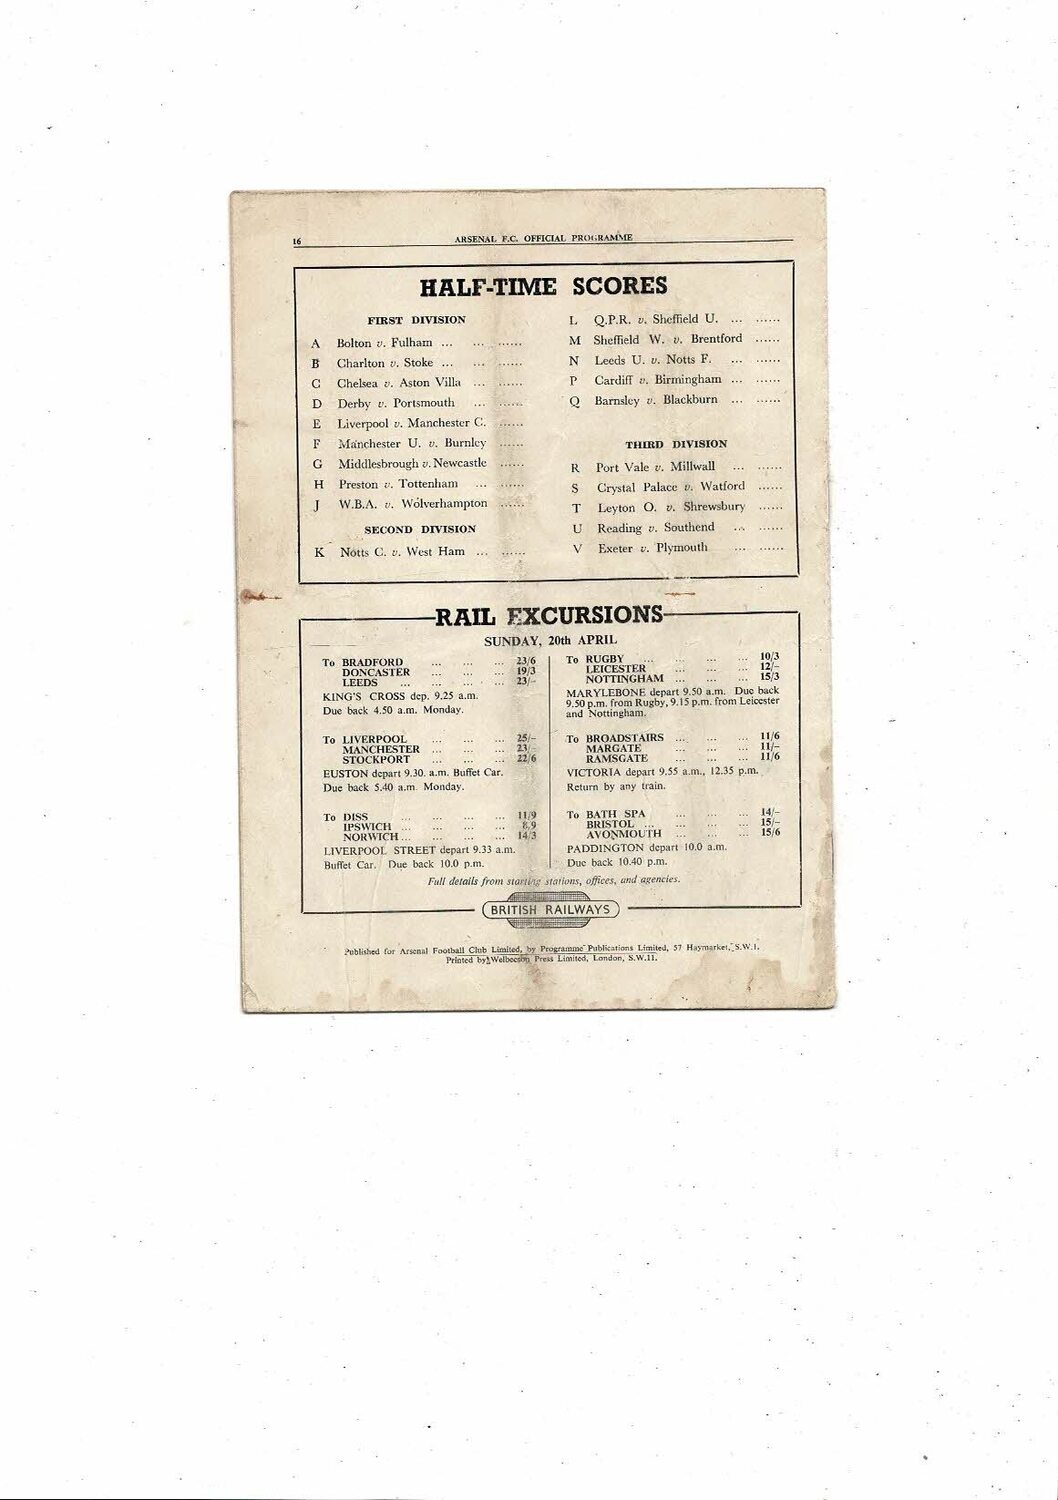 16
ARSENAL F.C. OFFICIAL PROGRAMME
HALF-TIME SCORES
FIRST DIVISION
A Bolton v. Fulham ... ... ......
B Charlton v. Stoke ... ... ......
C Chelsea v. Aston Villa ... ......
D Derby v. Portsmouth ... ......
E Liverpool v. Manchester C. ......
F Manchester U. v. Burnley ......
G Middlesbrough v. Newcastle ......
H Preston v. Tottenham ... ......
J W.B.A. v. Wolverhampton ......
SECOND DIVISION
K Notts C. v. West Ham ... ......
L Q.P.R. v. Sheffield U. ... ......
M Sheffield W. v. Brentford ......
N Leeds U. v. Notts F. ... ......
P Cardiff v. Birmingham ... ......
Q Barnsley v. Blackburn ... ......
THIRD DIVISION
R Port Vale v. Millwall ... ......
S Crystal Palace v. Watford ......
T Leyton O. v. Shrewsbury ......
U Reading v. Southend ... ......
V Exeter v. Plymouth ... ......
RAIL EXCURSIONS
SUNDAY, 20th APRIL
To BRADFORD ... ... ... 23/6
DONCASTER ... ... ... 19/3
LEEDS ... ... ... ... 23/-
KING'S CROSS dep. 9.25 a.m.
Due back 4.50 a.m. Monday.
To LIVERPOOL ... ... ... 25/-
MANCHESTER ... ... ... 23/-
STOCKPORT ... ... ... 22/6
EUSTON depart 9.30. a.m. Buffet Car.
Due back 5.40 a.m. Monday.
To DISS ... ... ... ... 11/9
IPSWICH ... ... ... ... 8/9
NORWICH ... ... ... ... 14/3
LIVERPOOL STREET depart 9.33 a.m.
Buffet Car. Due back 10.0 p.m.
To RUGBY ... ... ... ... 10/3
LEICESTER ... ... ... 12/-
NOTTINGHAM ... ... ... 15/3
MARYLEBONE depart 9.50 a.m. Due back
9.50 p.m. from Rugby, 9.15 p.m. from Leicester
and Nottingham.
To BROADSTAIRS ... ... ... 11/6
MARGATE ... ... ... 11/-
RAMSGATE ... ... ... 11/6
VICTORIA depart 9.55 a.m., 12.35 p.m.
Return by any train.
To BATH SPA ... ... ... 14/-
BRISTOL ... ... ... ... 15/-
AVONMOUTH ... ... ... 15/6
PADDINGTON depart 10.0 a.m.
Due back 10.40 p.m.
Full details from starting stations, offices, and agencies.
BRITISH RAILWAYS
Published for Arsenal Football Club Limited, by Programme Publications Limited, 57 Haymarket, S.W.1.
Printed by Welbecson Press Limited, London, S.W.11.